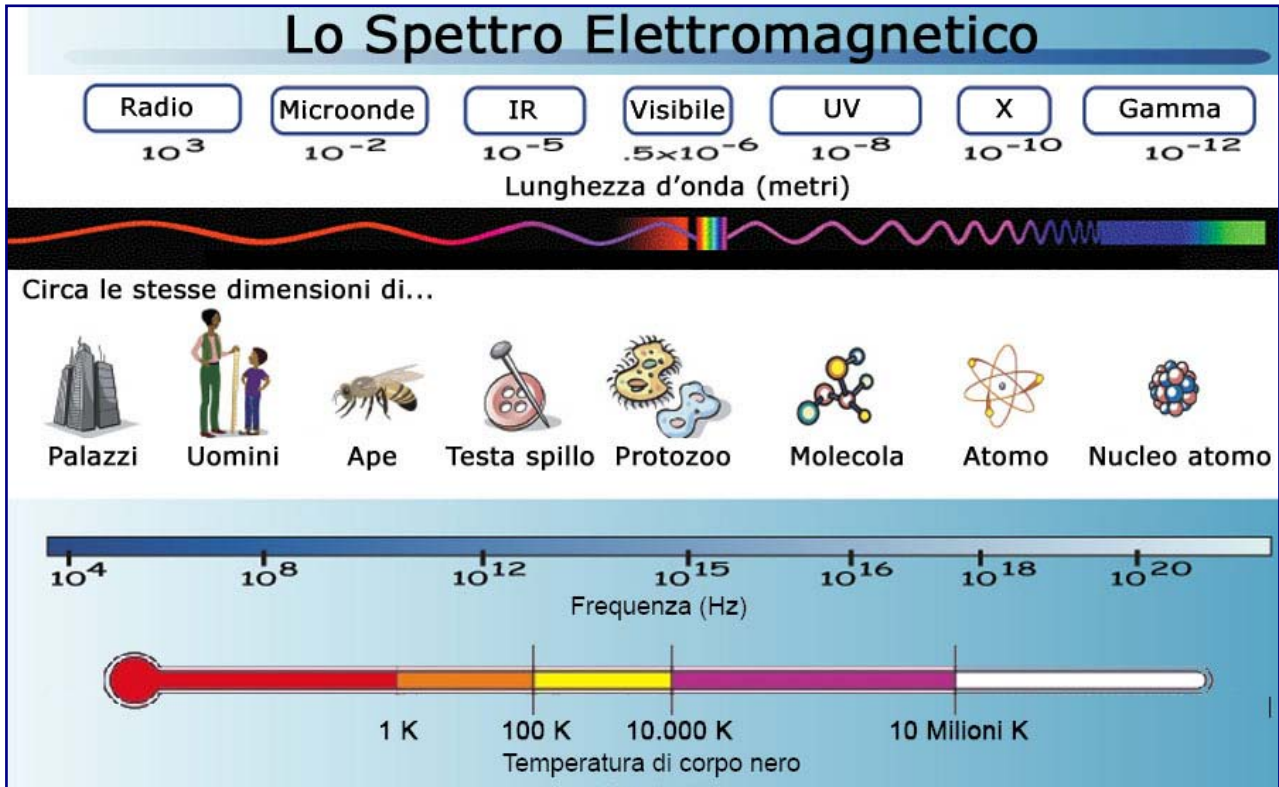 Lo Spettro Elettromagnetico
Radio Microonde IR Visibile UV X Gamma
10³ 10⁻² 10⁻⁵ .5x10⁻⁶ 10⁻⁸ 10⁻¹⁰ 10⁻¹²
Lunghezza d'onda (metri)
Circa le stesse dimensioni di...
Palazzi Uomini Ape Testa spillo Protozoo Molecola Atomo Nucleo atomo
10⁴ 10⁸ 10¹² 10¹⁵ 10¹⁶ 10¹⁸ 10²⁰
Frequenza (Hz)
1 K 100 K 10.000 K 10 Milioni K
Temperatura di corpo nero